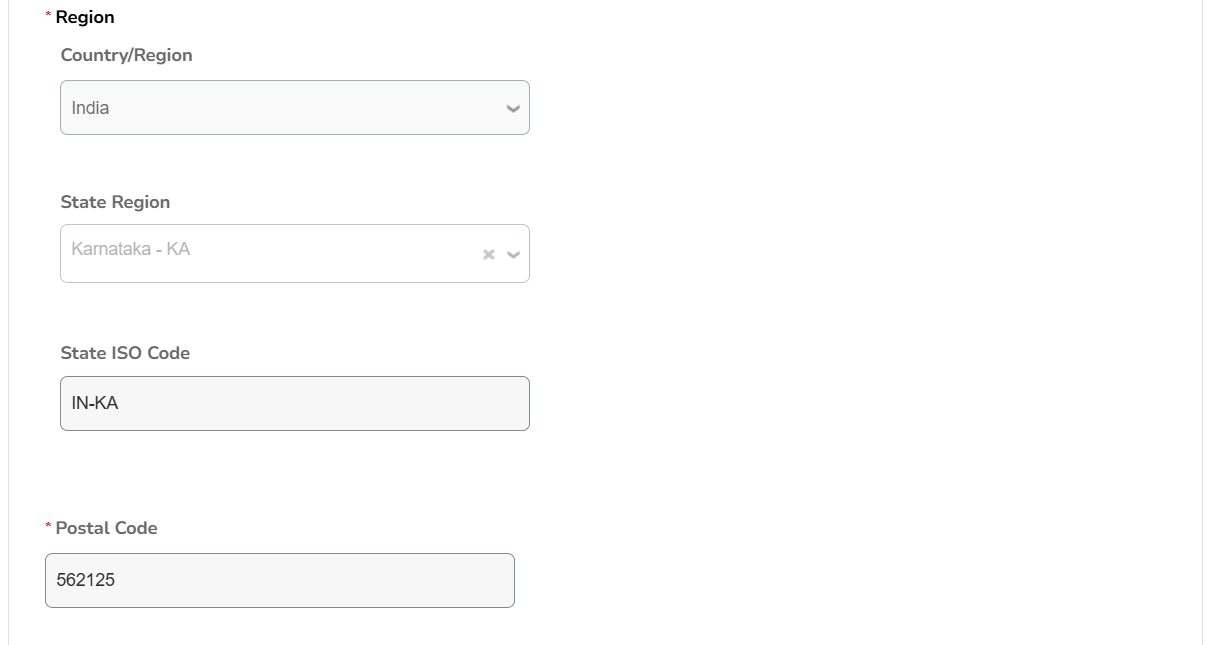 * Region
Country/Region
India
State Region
Karnataka - KA
State ISO Code
IN-KA
* Postal Code
562125